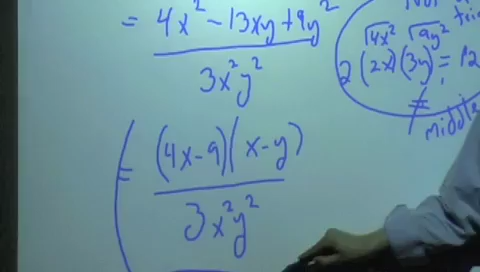 = 4x² - 13xy + 9y²
3x²y²
√4x² √9y²
2(2x)(3y) = 12
≠
middle
= (4x-9)(x-y)
3x²y²